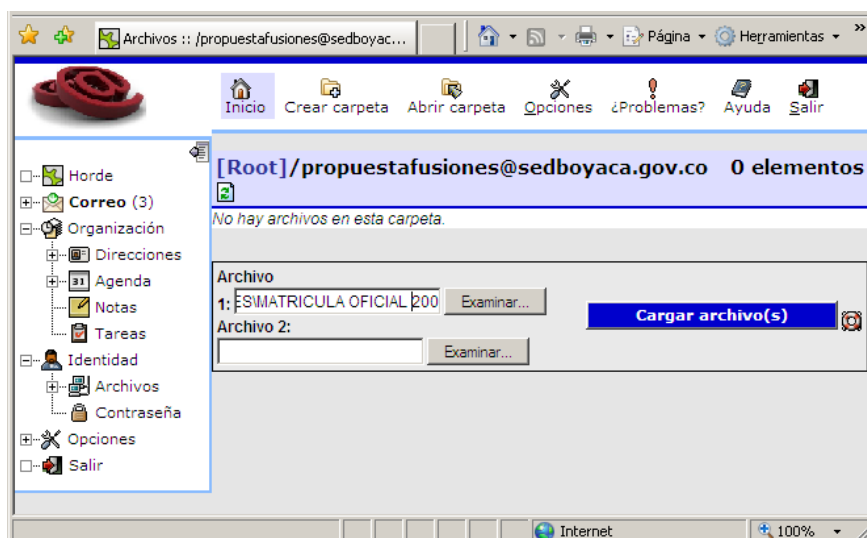 Archivos :: /propuestafusiones@sedboyac...
Página
Herramientas
»
Inicio
Crear carpeta
Abrir carpeta
Opciones
¿Problemas?
Ayuda
Salir
Horde
Correo (3)
Organización
Direcciones
31
Agenda
Notas
Tareas
Identidad
Archivos
Contraseña
Opciones
Salir
[Root]/propuestafusiones@sedboyaca.gov.co 0 elementos
No hay archivos en esta carpeta.
Archivo
1: ES\MATRICULA OFICIAL 200 Examinar...
Cargar archivo(s)
Archivo 2:
Examinar...
Internet
100%